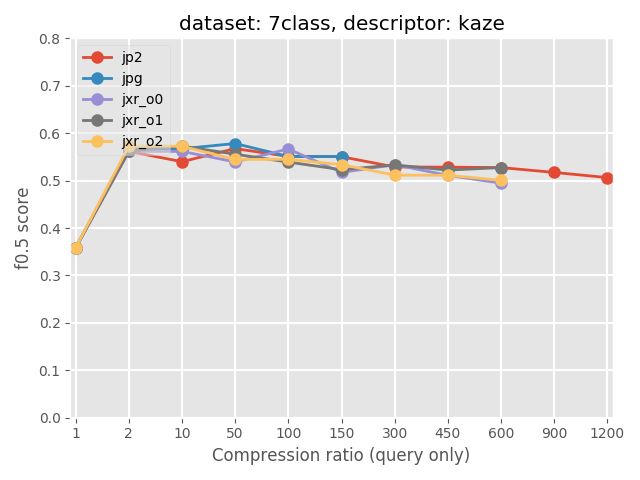 dataset: 7class, descriptor: kaze
0.8
0.7
0.6
0.5
0.4
0.3
0.2
0.1
0.0
f0.5 score
jp2
jpg
jxr_o0
jxr_o1
jxr_o2
1 2 10 50 100 150 300 450 600 900 1200
Compression ratio (query only)